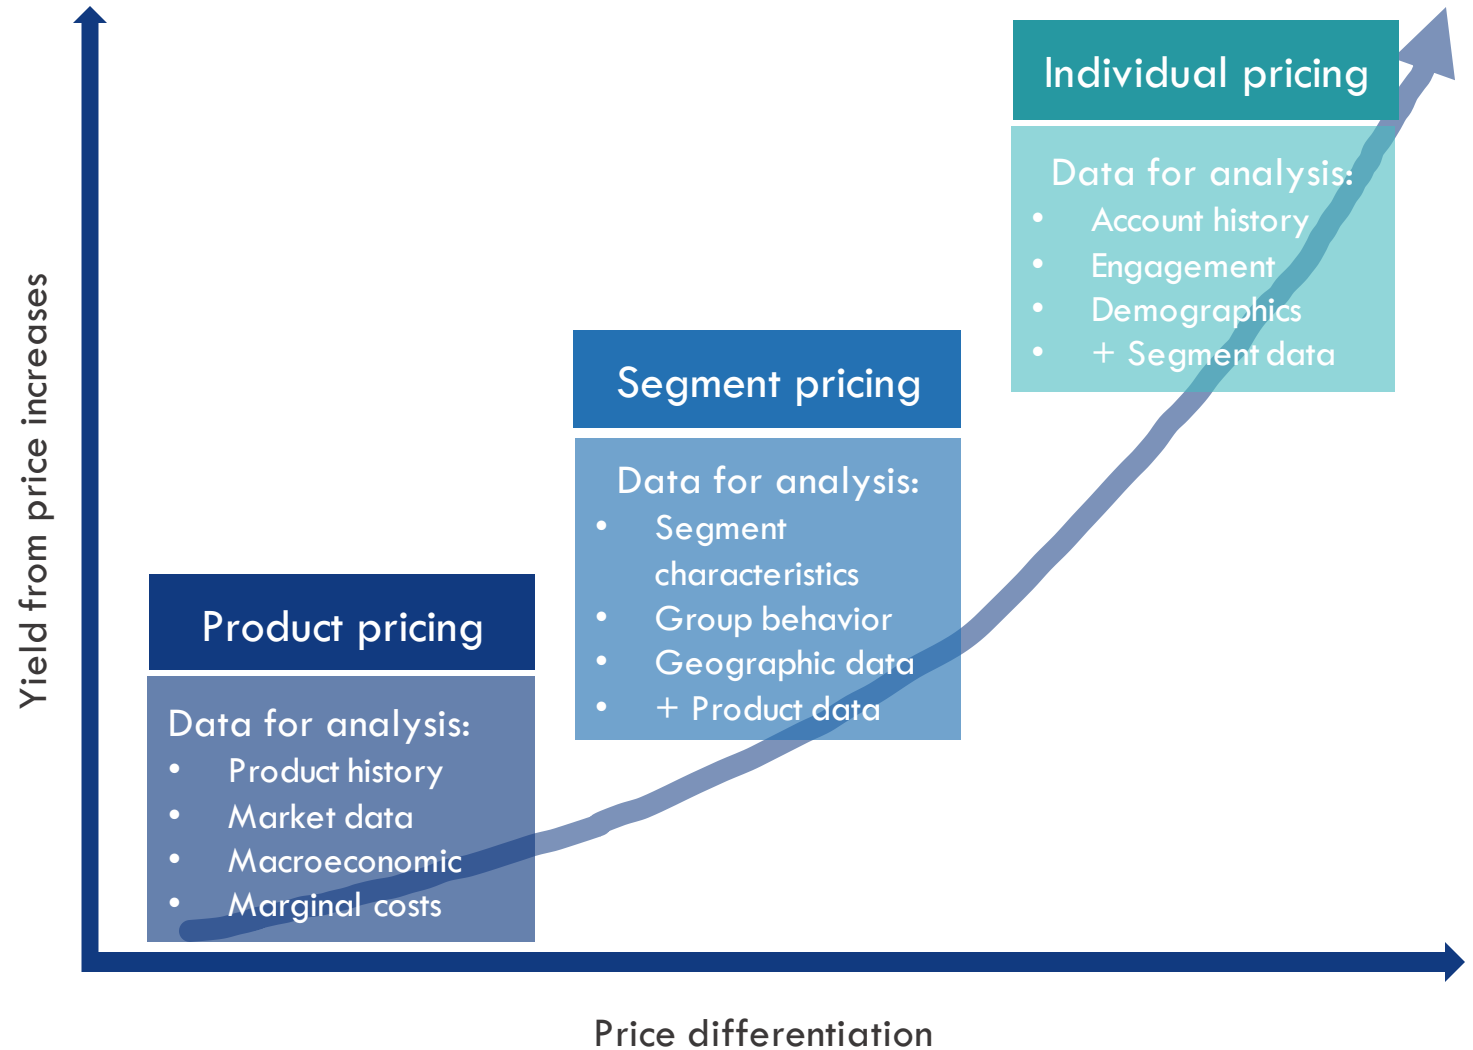 Individual pricing
Data for analysis:
• Account history
• Engagement
• Demographics
• + Segment data
Segment pricing
Data for analysis:
• Segment
characteristics
• Group behavior
• Geographic data
• + Product data
Product pricing
Data for analysis:
• Product history
• Market data
• Macroeconomic
• Marginal costs
Yield from price increases
Price differentiation